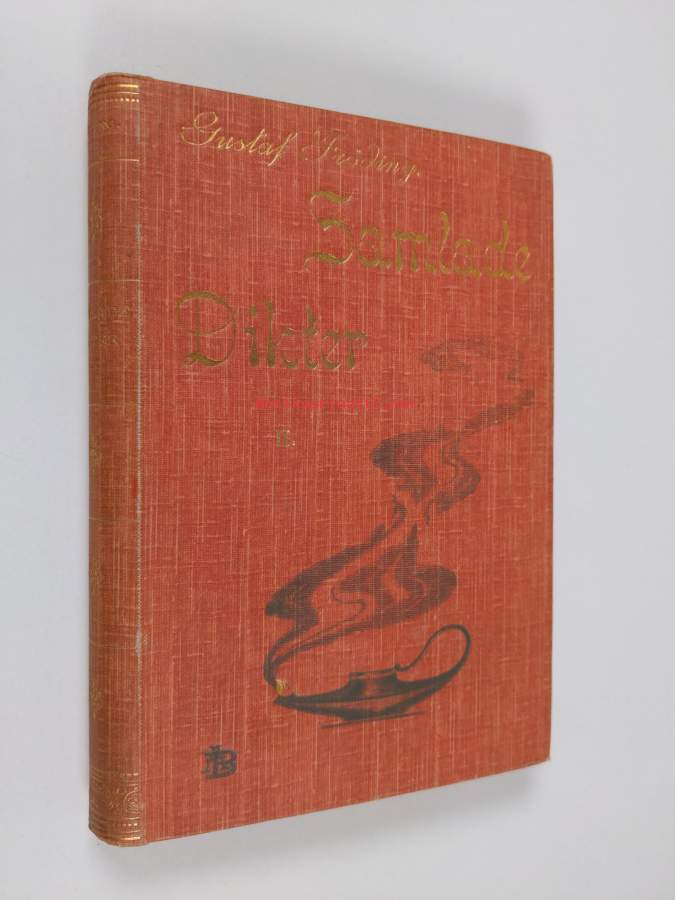 Gustaf Fröding.
Samlade
Dikter
II.